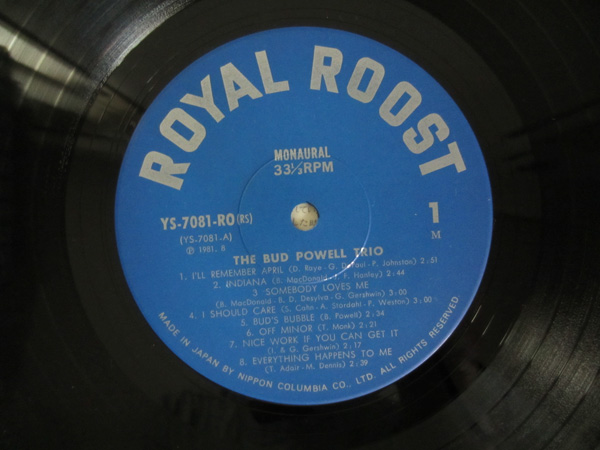 ROYAL ROOST
MONAURAL
33⅓RPM
YS-7081-RO(RS)
(YS-7081-A)
Ⓟ 1981. 8
1
M
THE BUD POWELL TRIO
1. I'LL REMEMBER APRIL (D. Raye - G. DePaul - P. Johnston) 2:51
2. INDIANA (B. MacDonald - J. F. Hanley) 2:44
3. SOMEBODY LOVES ME
(B. MacDonald - B. D. Desylva - G. Gershwin) 3:00
4. I SHOULD CARE (S. Cahn - A. Stordahl - P. Weston) 3:00
5. BUD'S BUBBLE (B. Powell) 2:34
6. OFF MINOR (T. Monk) 2:21
7. NICE WORK IF YOU CAN GET IT
(I. & G. Gershwin) 2:17
8. EVERYTHING HAPPENS TO ME
(T. Adair - M. Dennis) 2:39
MADE IN JAPAN BY NIPPON COLUMBIA CO., LTD. ALL RIGHTS RESERVED